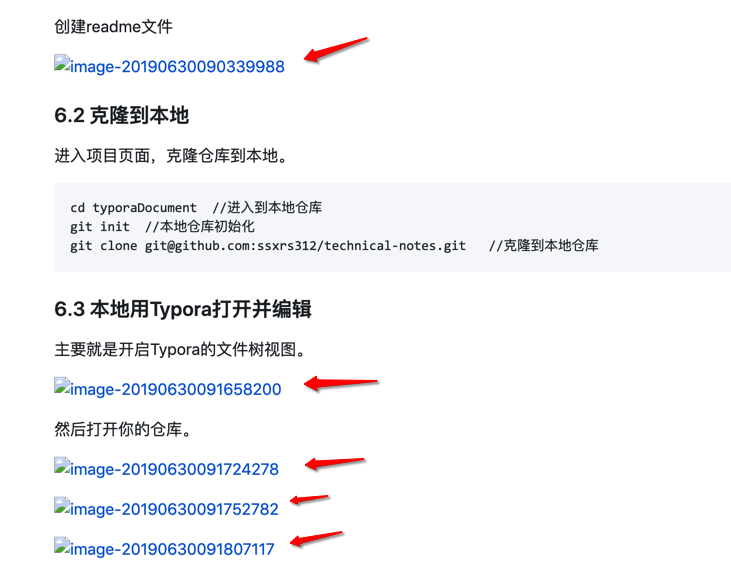 创建readme文件
image-20190630090339988
6.2 克隆到本地
进入项目页面，克隆仓库到本地。
cd typoraDocument  //进入到本地仓库
git init  //本地仓库初始化
git clone git@github.com:ssxrs312/technical-notes.git   //克隆到本地仓库
6.3 本地用Typora打开并编辑
主要就是开启Typora的文件树视图。
image-20190630091658200
然后打开你的仓库。
image-20190630091724278
image-20190630091752782
image-20190630091807117